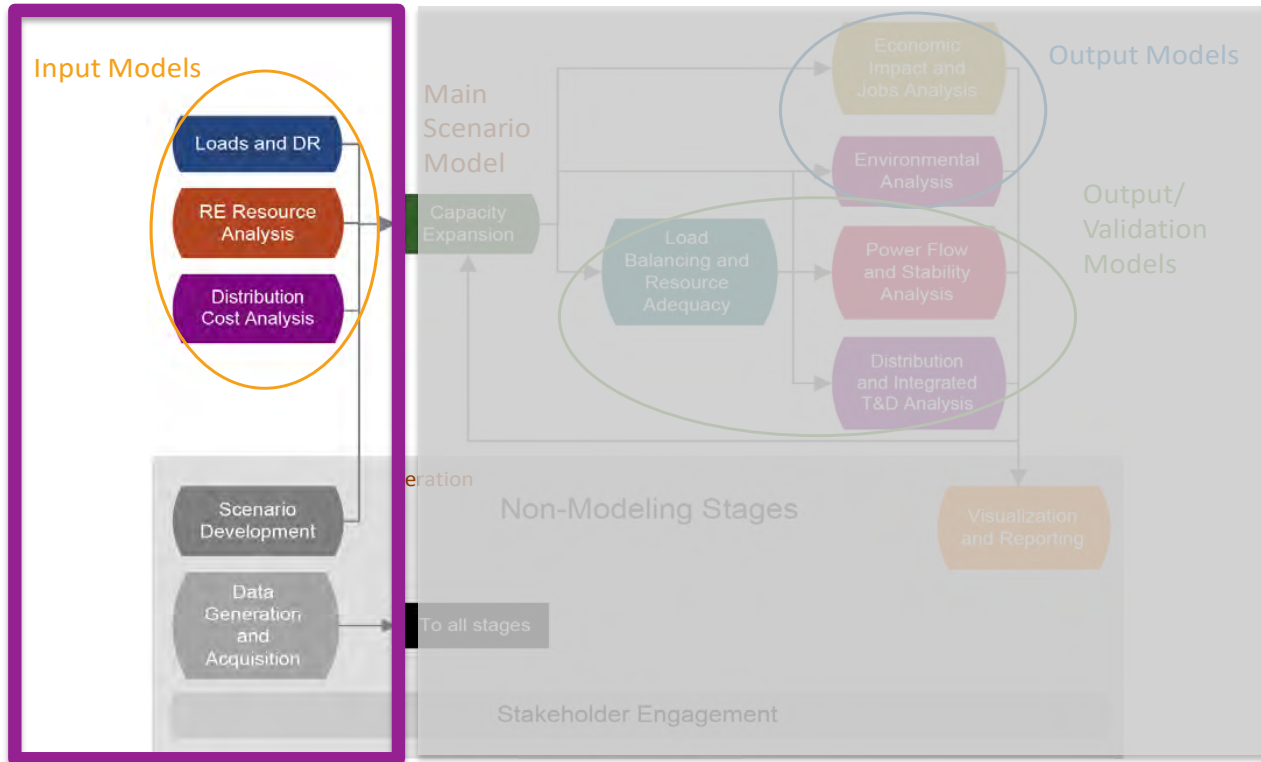 Input Models
Loads and DR
RE Resource
Analysis
Distribution
Cost Analysis
Scenario
Development
Data
Generation
and
Acquisition
Main
Scenario
Model
Capacity
Expansion
eration
To all stages
Load
Balancing and
Resource
Adequacy
Economic
Impact and
Jobs Analysis
Environmental
Analysis
Power Flow
and Stability
Analysis
Distribution
and Integrated
T&D Analysis
Output Models
Output/
Validation
Models
Non-Modeling Stages
Visualization
and Reporting
Stakeholder Engagement